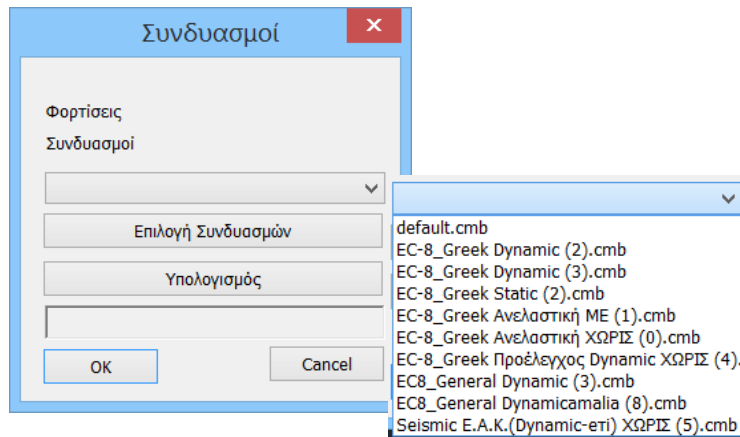 Συνδυασμοί
Φορτίσεις
Συνδυασμοί
Επιλογή Συνδυασμών
Υπολογισμός
OK
Cancel
default.cmb
EC-8_Greek Dynamic (2).cmb
EC-8_Greek Dynamic (3).cmb
EC-8_Greek Static (2).cmb
EC-8_Greek Ανελαστική ΜΕ (1).cmb
EC-8_Greek Ανελαστική ΧΩΡΙΣ (0).cmb
EC-8_Greek Προέλεγχος Dynamic ΧΩΡΙΣ (4).
EC8_General Dynamic (3).cmb
EC8_General Dynamicamalia (8).cmb
Seismic Ε.Α.Κ.(Dynamic-ετι) ΧΩΡΙΣ (5).cmb